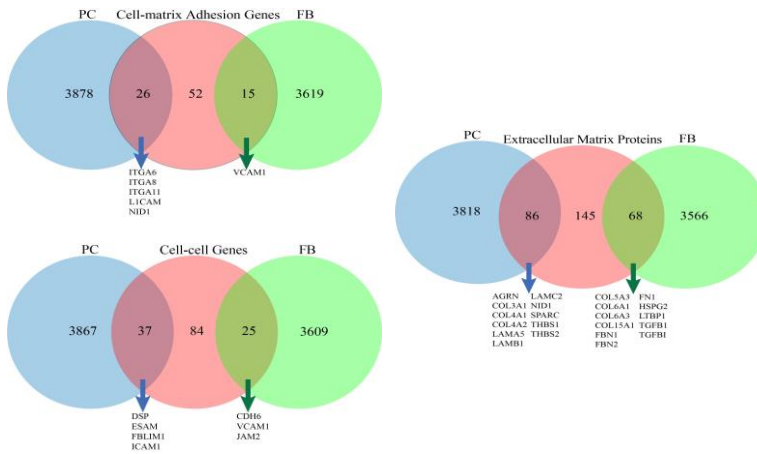 PC Cell-matrix Adhesion Genes FB
3878 26 52 15 3619
ITGA6
ITGA8
ITGA11
L1CAM
NID1
VCAM1
PC Cell-cell Genes FB
3867 37 84 25 3609
DSP
ESAM
FBLIM1
ICAM1
CDH6
VCAM1
JAM2
PC Extracellular Matrix Proteins FB
3818 86 145 68 3566
AGRN LAMC2
COL3A1 NID1
COL4A1 SPARC
COL4A2 THBS1
LAMA5 THBS2
LAMB1
COL5A3 FN1
COL6A1 HSPG2
COL6A3 LTBP1
COL15A1 TGFB1
FBN1 TGFBI
FBN2